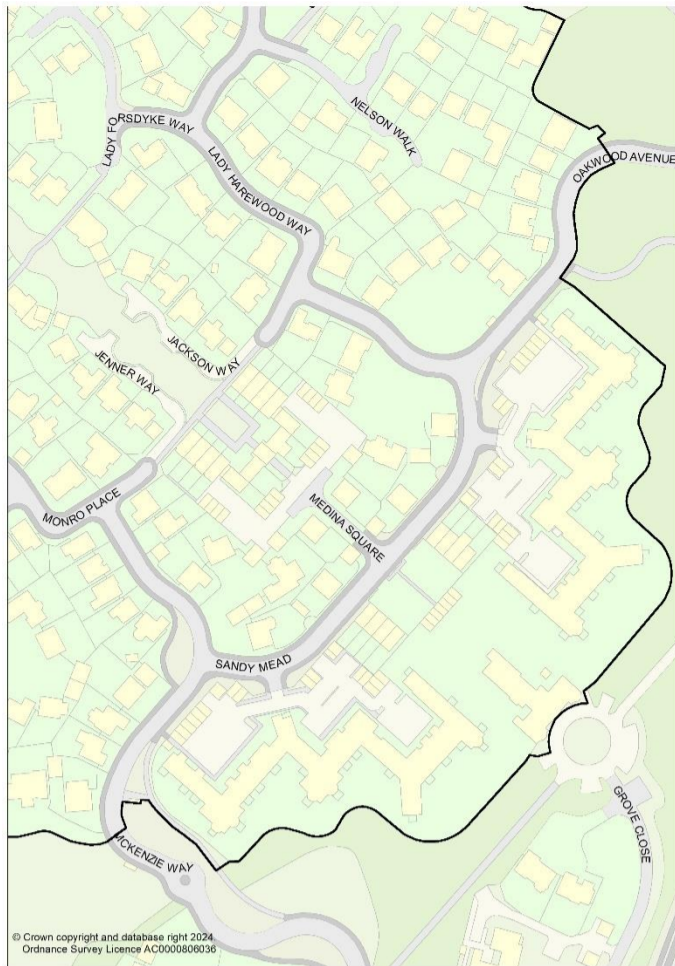 NELSON WALK
LADY FORSDYKE WAY
OAKWOOD AVENUE
LADY HAREWOOD WAY
JACKSON WAY
JENNER WAY
MONRO PLACE
MEDINA SQUARE
SANDY MEAD
GROVE CLOSE
MCKENZIE WAY
© Crown copyright and database right 2024
Ordnance Survey Licence AC0000806036